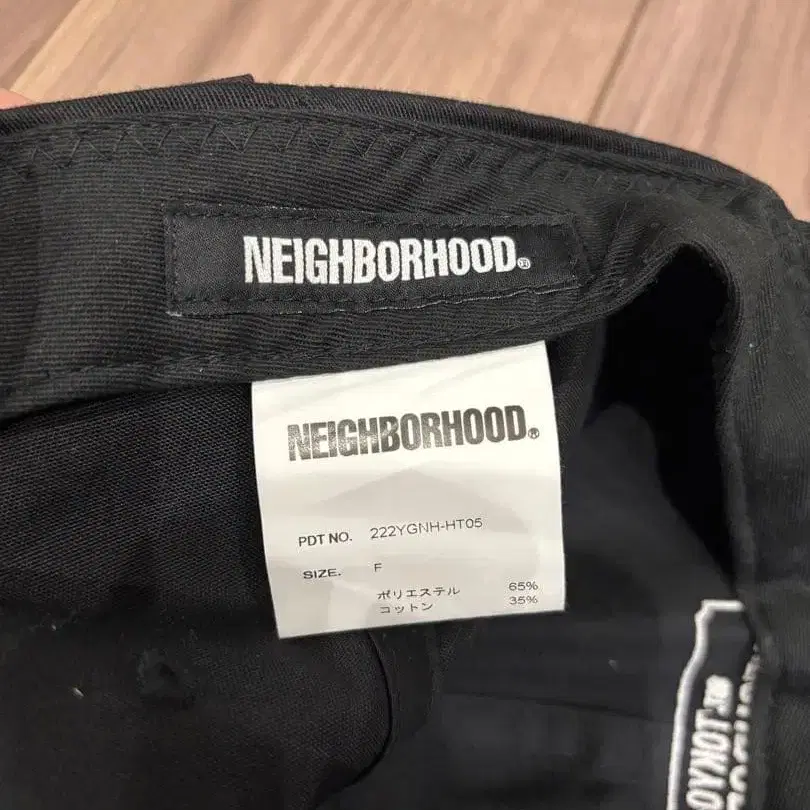 NEIGHBORHOOD®
NEIGHBORHOOD®
PDT NO. 222YGNH-HT05
SIZE. F
ポリエステル 65%
コットン 35%
TOKYO